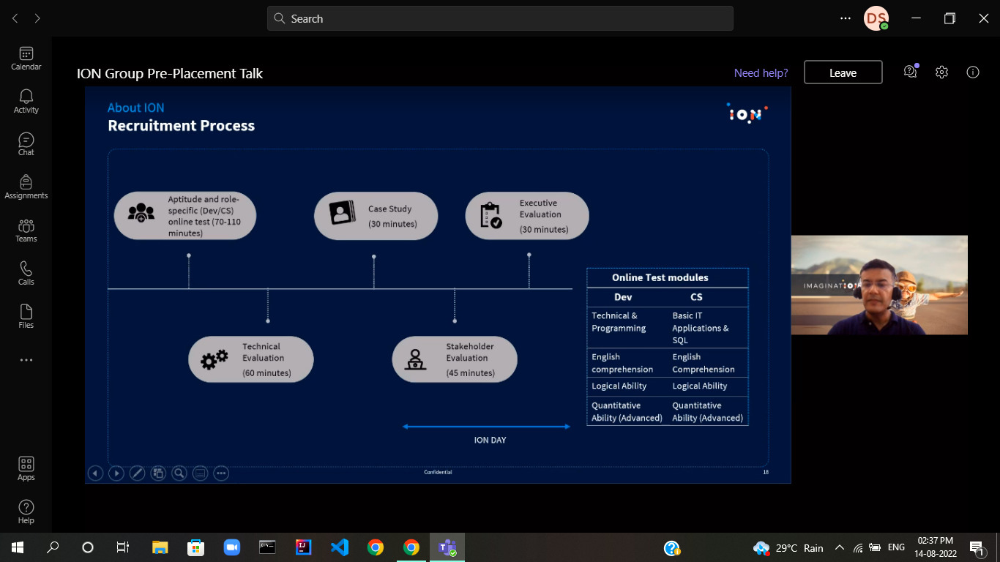 Search
DS
Calendar
Activity
Chat
Assignments
Teams
Calls
Files
Apps
Help
ION Group Pre-Placement Talk
Need help?
Leave
About ION
Recruitment Process
ION
Aptitude and role-
specific (Dev/CS)
online test (70-110
minutes)
Case Study
(30 minutes)
Executive
Evaluation
(30 minutes)
Technical
Evaluation
(60 minutes)
Stakeholder
Evaluation
(45 minutes)
ION DAY
Online Test modules
Dev CS
Technical &
Programming
Basic IT
Applications &
SQL
English
comprehension
English
Comprehension
Logical Ability Logical Ability
Quantitative
Ability (Advanced)
Quantitative
Ability (Advanced)
Confidential
18
29°C Rain
ENG
02:37 PM
14-08-2022
1